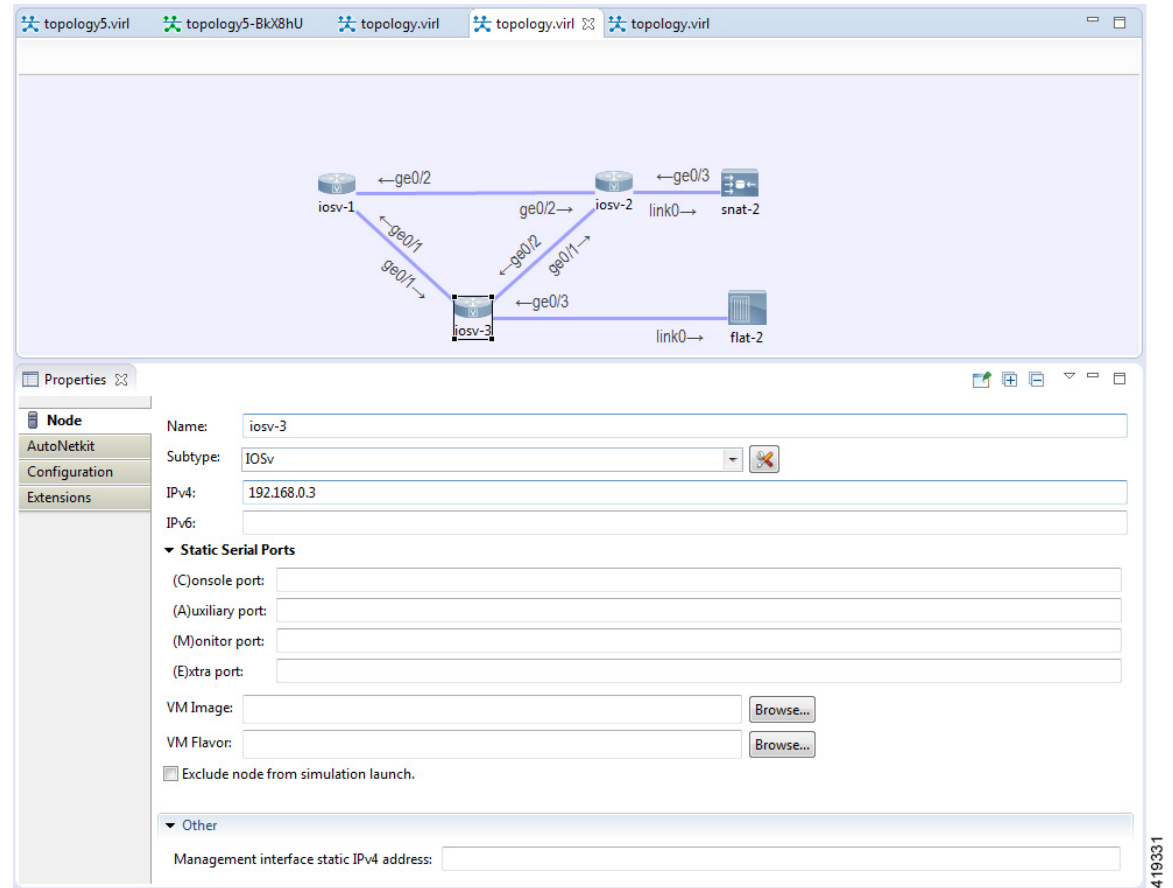 topology5.virl topology5-BkX8hU topology.virl topology.virl topology.virl
←ge0/2 ←ge0/3
iosv-1 ge0/2→ iosv-2 link0→ snat-2
←ge0/1 ←ge0/2 ge0/1→
ge0/1→
←ge0/3
iosv-3 link0→ flat-2
Properties
Node
AutoNetkit
Configuration
Extensions
Name: iosv-3
Subtype: IOSv
IPv4: 192.168.0.3
IPv6:
Static Serial Ports
(C)onsole port:
(A)uxiliary port:
(M)onitor port:
(E)xtra port:
VM Image: Browse...
VM Flavor: Browse...
Exclude node from simulation launch.
Other
Management interface static IPv4 address:
419331